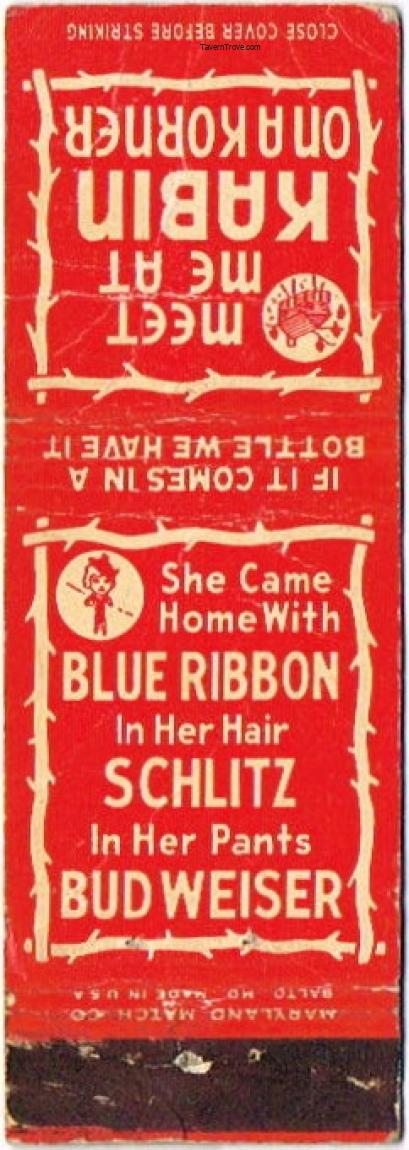 CLOSE COVER BEFORE STRIKING
TavernTrove.com
MEET
ME AT
KABIN
ON A KORNER
IF IT COMES IN A
BOTTLE WE HAVE IT
She Came
Home With
BLUE RIBBON
In Her Hair
SCHLITZ
In Her Pants
BUDWEISER
MARYLAND MATCH CO.
BALTO. MD. MADE IN U.S.A